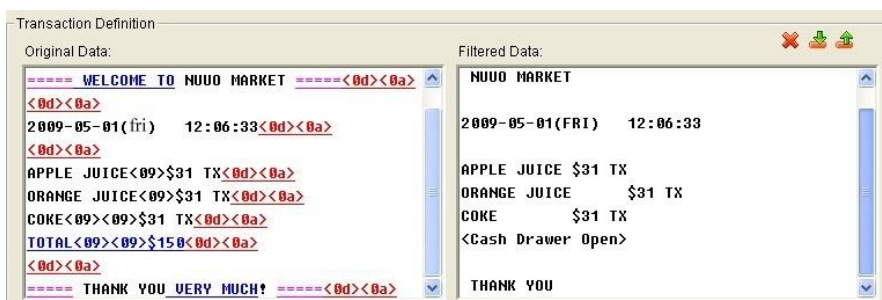 Transaction Definition
Original Data:
===== WELCOME TO NUUO MARKET =====<0d><0a>
<0d><0a>
2009-05-01(fri) 12:06:33<0d><0a>
<0d><0a>
APPLE JUICE<09>$31 TX<0d><0a>
ORANGE JUICE<09>$31 TX<0d><0a>
COKE<09><09>$31 TX<0d><0a>
TOTAL<09><09>$150<0d><0a>
<0d><0a>
===== THANK YOU VERY MUCH! =====<0d><0a>
Filtered Data:
NUUO MARKET
2009-05-01(FRI) 12:06:33
APPLE JUICE $31 TX
ORANGE JUICE $31 TX
COKE $31 TX
<Cash Drawer Open>
THANK YOU